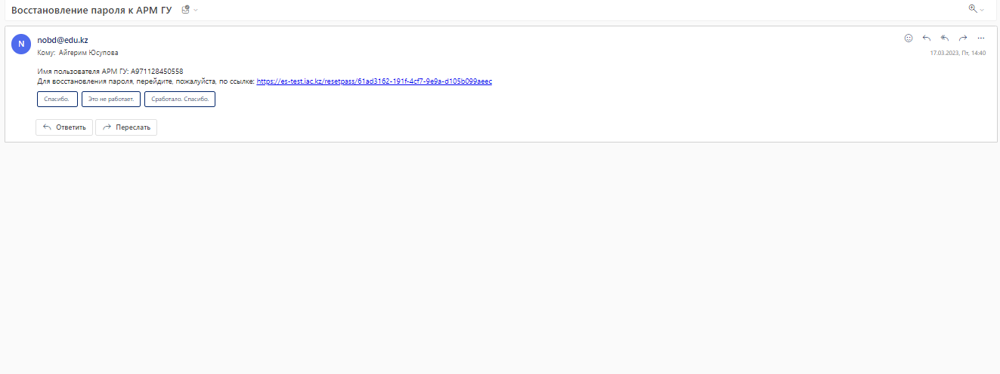 Восстановление пароля к АРМ ГУ
N
nobd@edu.kz
Кому: Айгерим Юсупова
17.03.2023, Пт, 14:40
Имя пользователя АРМ ГУ: A971128450558
Для восстановления пароля, перейдите, пожалуйста, по ссылке: https://es-test.iac.kz/resetpass/61ad3162-191f-4cf7-9e9a-d105b099aeec
Спасибо. Это не работает. Сработало. Спасибо.
Ответить Переслать